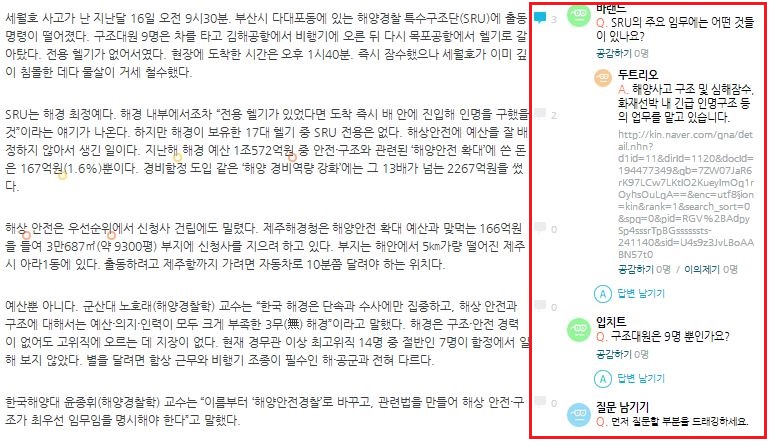 세월호 사고가 난 지난달 16일 오전 9시30분. 부산시 다대포동에 있는 해양경찰 특수구조단(SRU)에 출동
명령이 떨어졌다. 구조대원 9명은 차를 타고 김해공항에서 비행기에 오른 뒤 다시 목포공항에서 헬기로 갈
아탔다. 전용 헬기가 없어서였다. 현장에 도착한 시간은 오후 1시40분. 즉시 잠수했으나 세월호가 이미 깊
이 침몰한 데다 물살이 거세 철수했다.
SRU는 해경 최정예다. 해경 내부에서조차 “전용 헬기가 있었다면 도착 즉시 배 안에 진입해 인명을 구했을
것”이라는 얘기가 나온다. 하지만 해경이 보유한 17대 헬기 중 SRU 전용은 없다. 해상안전에 예산을 잘 배
정하지 않아서 생긴 일이다. 지난해 해경 예산 1조572억원 중 안전·구조와 관련된 ‘해양안전 확대’에 쓴 돈
은 167억원(1.6%)뿐이다. 경비함정 도입 같은 ‘해양 경비역량 강화’에는 그 13배가 넘는 2267억원을 썼
다.
해상 안전은 우선순위에서 신청사 건립에도 밀렸다. 제주해경청은 해양안전 확대 예산과 맞먹는 166억원
을 들여 3만687㎡(약 9300평) 부지에 신청사를 지으려 하고 있다. 부지는 해안에서 5㎞가량 떨어진 제주
시 아라1동에 있다. 출동하려고 제주항까지 가려면 자동차로 10분쯤 달려야 하는 위치다.
예산뿐 아니다. 군산대 노호래(해양경찰학) 교수는 “한국 해경은 단속과 수사에만 집중하고, 해상 안전과
구조에 대해서는 예산·의지·인력이 모두 크게 부족한 3무(無) 해경”이라고 말했다. 해경은 구조·안전 경력
이 없어도 고위직에 오르는 데 지장이 없다. 현재 경무관 이상 최고위직 14명 중 절반인 7명이 함정에서 일
해 보지 않았다. 별을 달려면 항상 근무와 비행기 조종이 필수인 해·공군과 전혀 다르다.
한국해양대 윤종휘(해양경찰학) 교수는 “이름부터 ‘해양안전경찰’로 바꾸고, 관련법을 만들어 해상 안전·구
조가 최우선 임무임을 명시해야 한다”고 말했다.
3
2
0
0
0
바랜드
Q. SRU의 주요 임무에는 어떤 것들
이 있나요?
공감하기 0명
두트리오
A. 해양사고 구조 및 심해잠수,
화재선박 내 긴급 인명구조 등
의 업무를 맡고 있습니다.
http://kin.naver.com/qna/det
ail.nhn?
공감하기 0명 / 이의제기 0명
A 답변 남기기
입치트
Q. 구조대원은 9명 뿐인가요?
공감하기 0명
A 답변 남기기
질문 남기기
Q. 먼저 질문할 부분을 드래깅하세요.